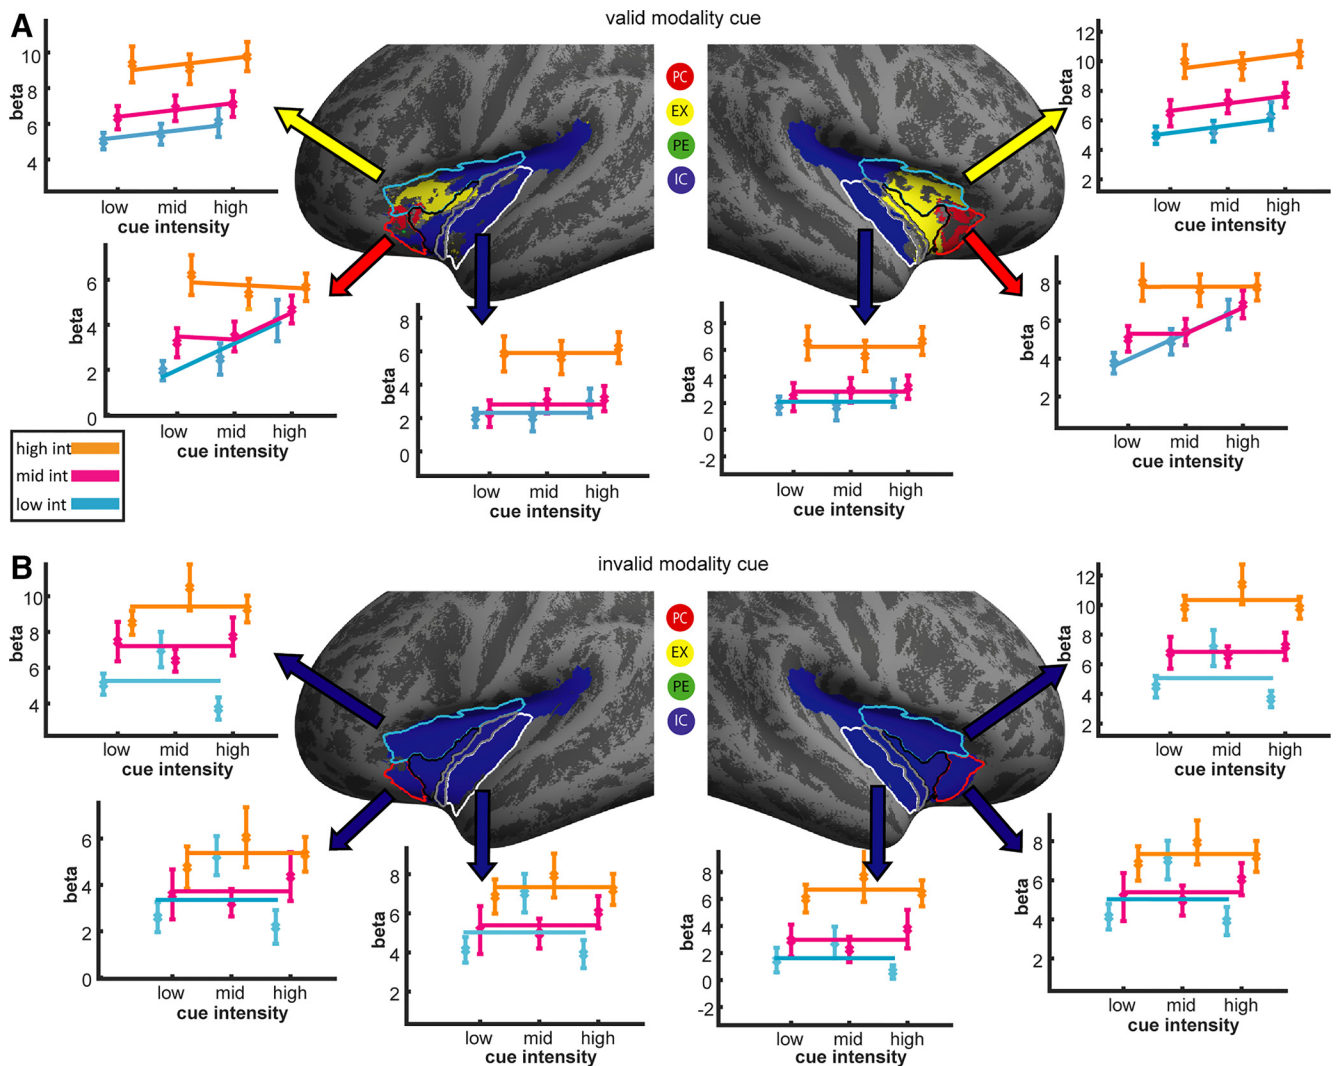 A
valid modality cue
beta
10
8
6
4
low mid high
cue intensity
PC
EX
PE
IC
beta
12
10
8
6
4
2
low mid high
cue intensity
beta
6
4
2
0
low mid high
cue intensity
beta
8
6
4
2
0
low mid high
cue intensity
beta
8
6
4
2
0
-2
low mid high
cue intensity
beta
8
6
4
2
low mid high
cue intensity
high int
mid int
low int
B
invalid modality cue
beta
10
8
6
4
low mid high
cue intensity
PC
EX
PE
IC
beta
12
10
8
6
4
2
low mid high
cue intensity
beta
6
4
2
0
low mid high
cue intensity
beta
8
6
4
2
low mid high
cue intensity
beta
8
6
4
2
0
-2
low mid high
cue intensity
beta
8
6
4
2
low mid high
cue intensity